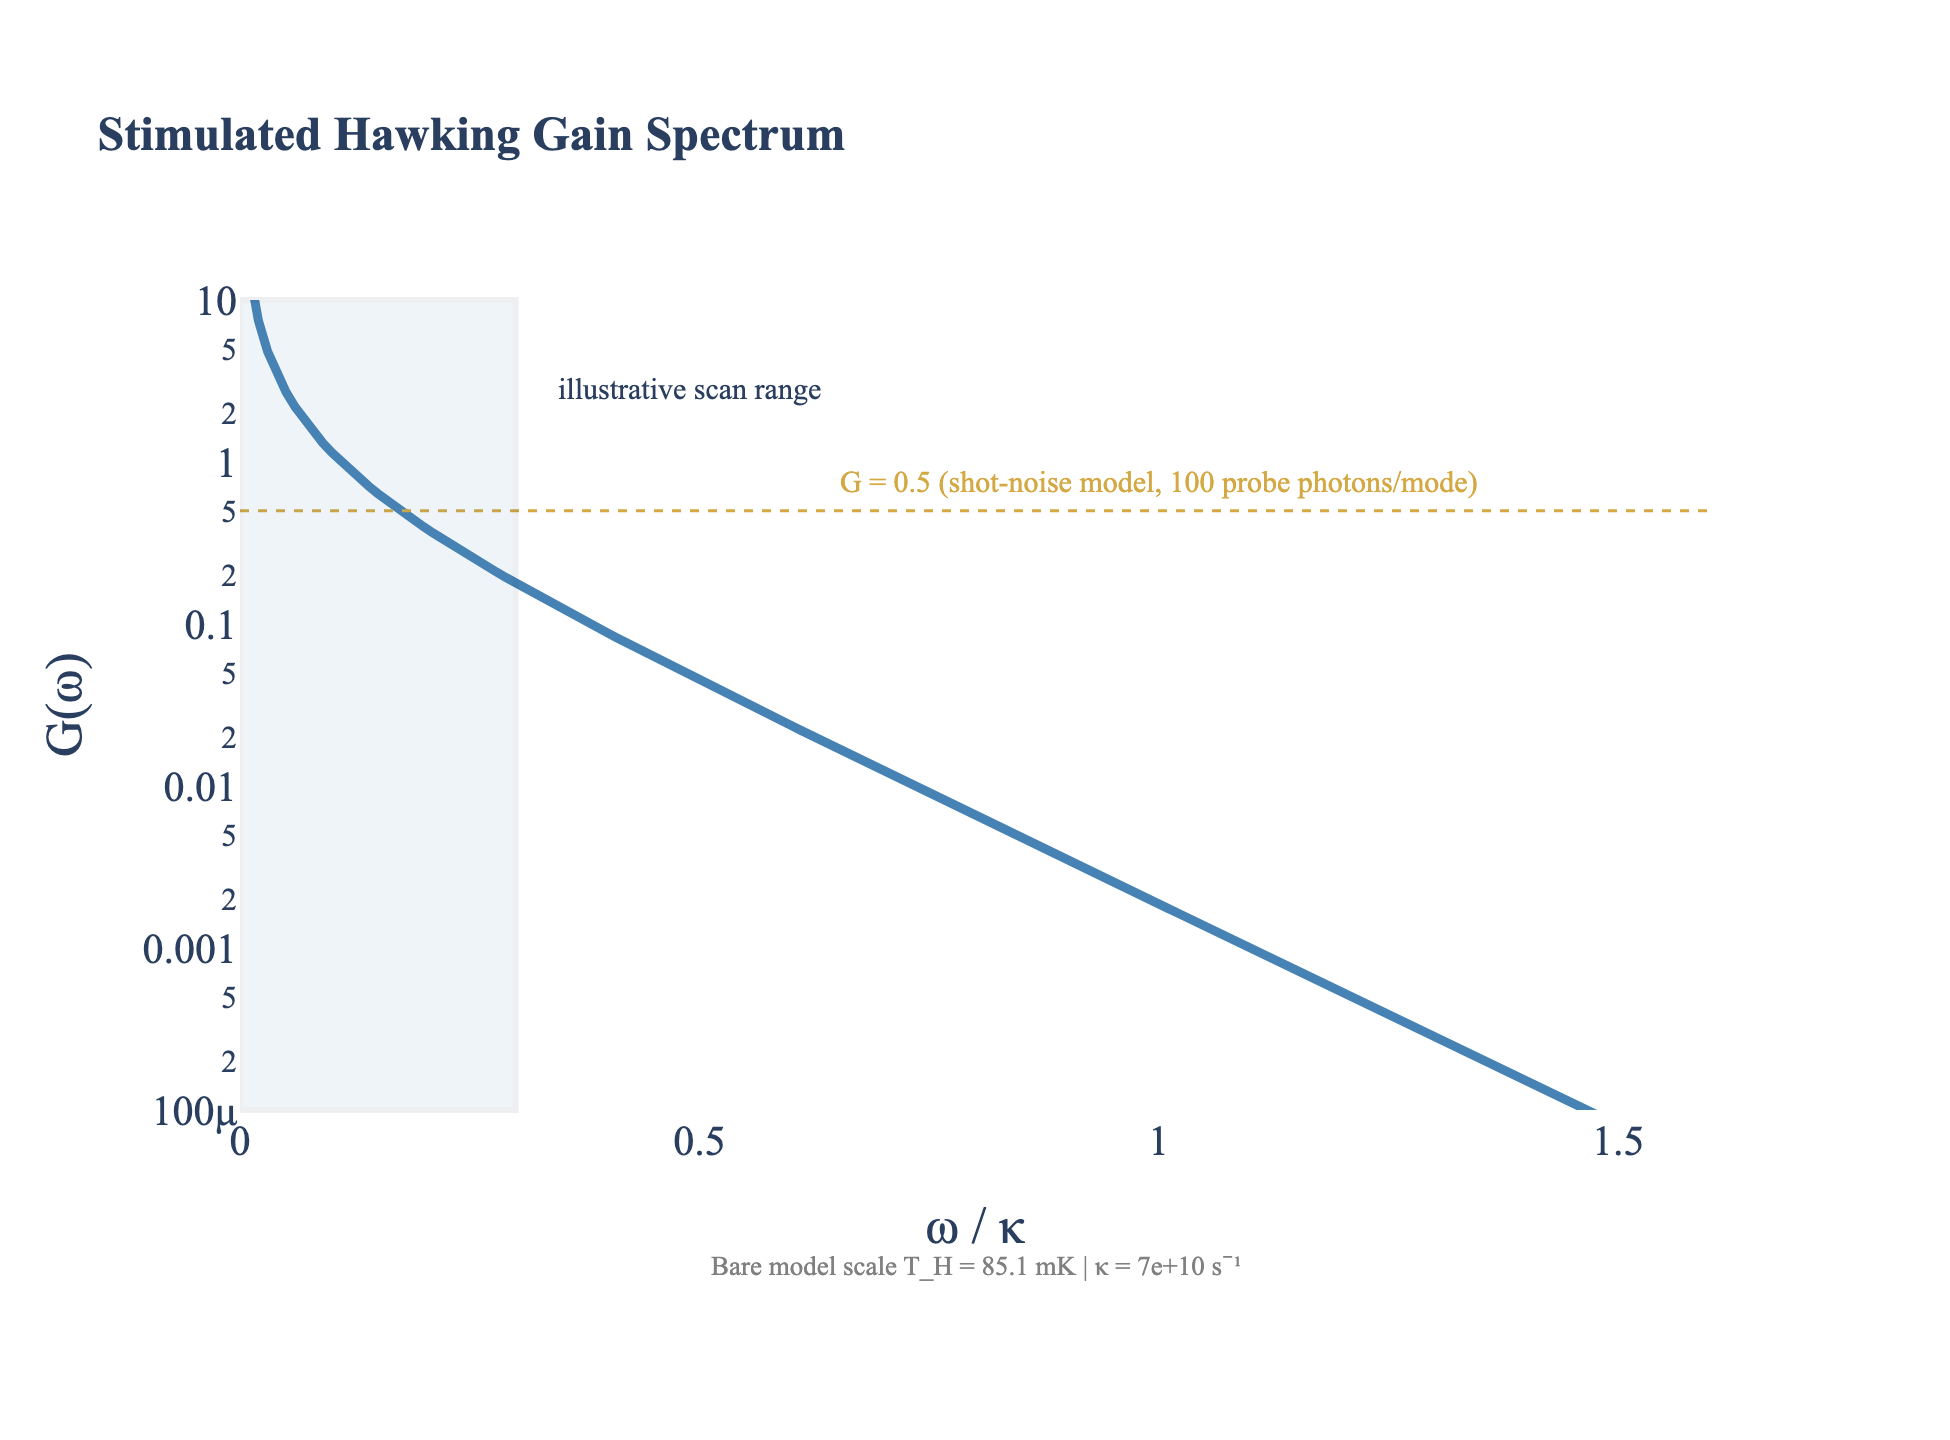 Stimulated Hawking Gain Spectrum
10
5
illustrative scan range
2
1
G = 0.5 (shot-noise model, 100 probe photons/mode)
5
2
0.1
5
G(ω)
2
0.01
5
2
0.001
5
2
100μ
0 0.5 1 1.5
ω / κ
Bare model scale T_H = 85.1 mK | κ = 7e+10 s⁻¹